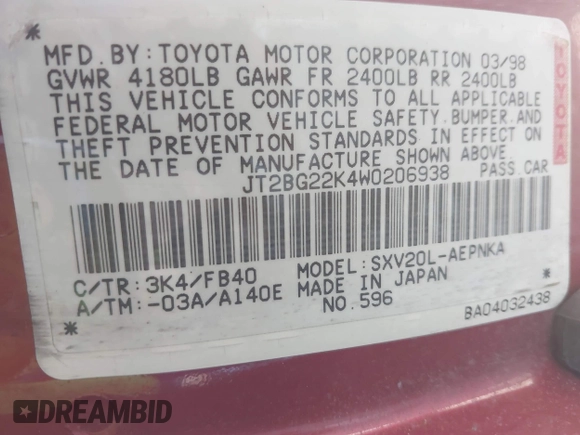 MFD.BY:TOYOTA MOTOR CORPORATION 03/98
GVWR 4180LB GAWR FR 2400LB RR 2400LB
THIS VEHICLE CONFORMS TO ALL APPLICABLE
FEDERAL MOTOR VEHICLE SAFETY,BUMPER,AND
THEFT PREVENTION STANDARDS IN EFFECT ON
THE DATE OF MANUFACTURE SHOWN ABOVE.
JT2BG22K4W0206938 PASS.CAR
TOYOTA
C/TR: 3K4/FB40 MODEL:SXV20L-AEPNKA
A/TM:-03A/A140E MADE IN JAPAN
NO.596 BA04032438
DREAMBID